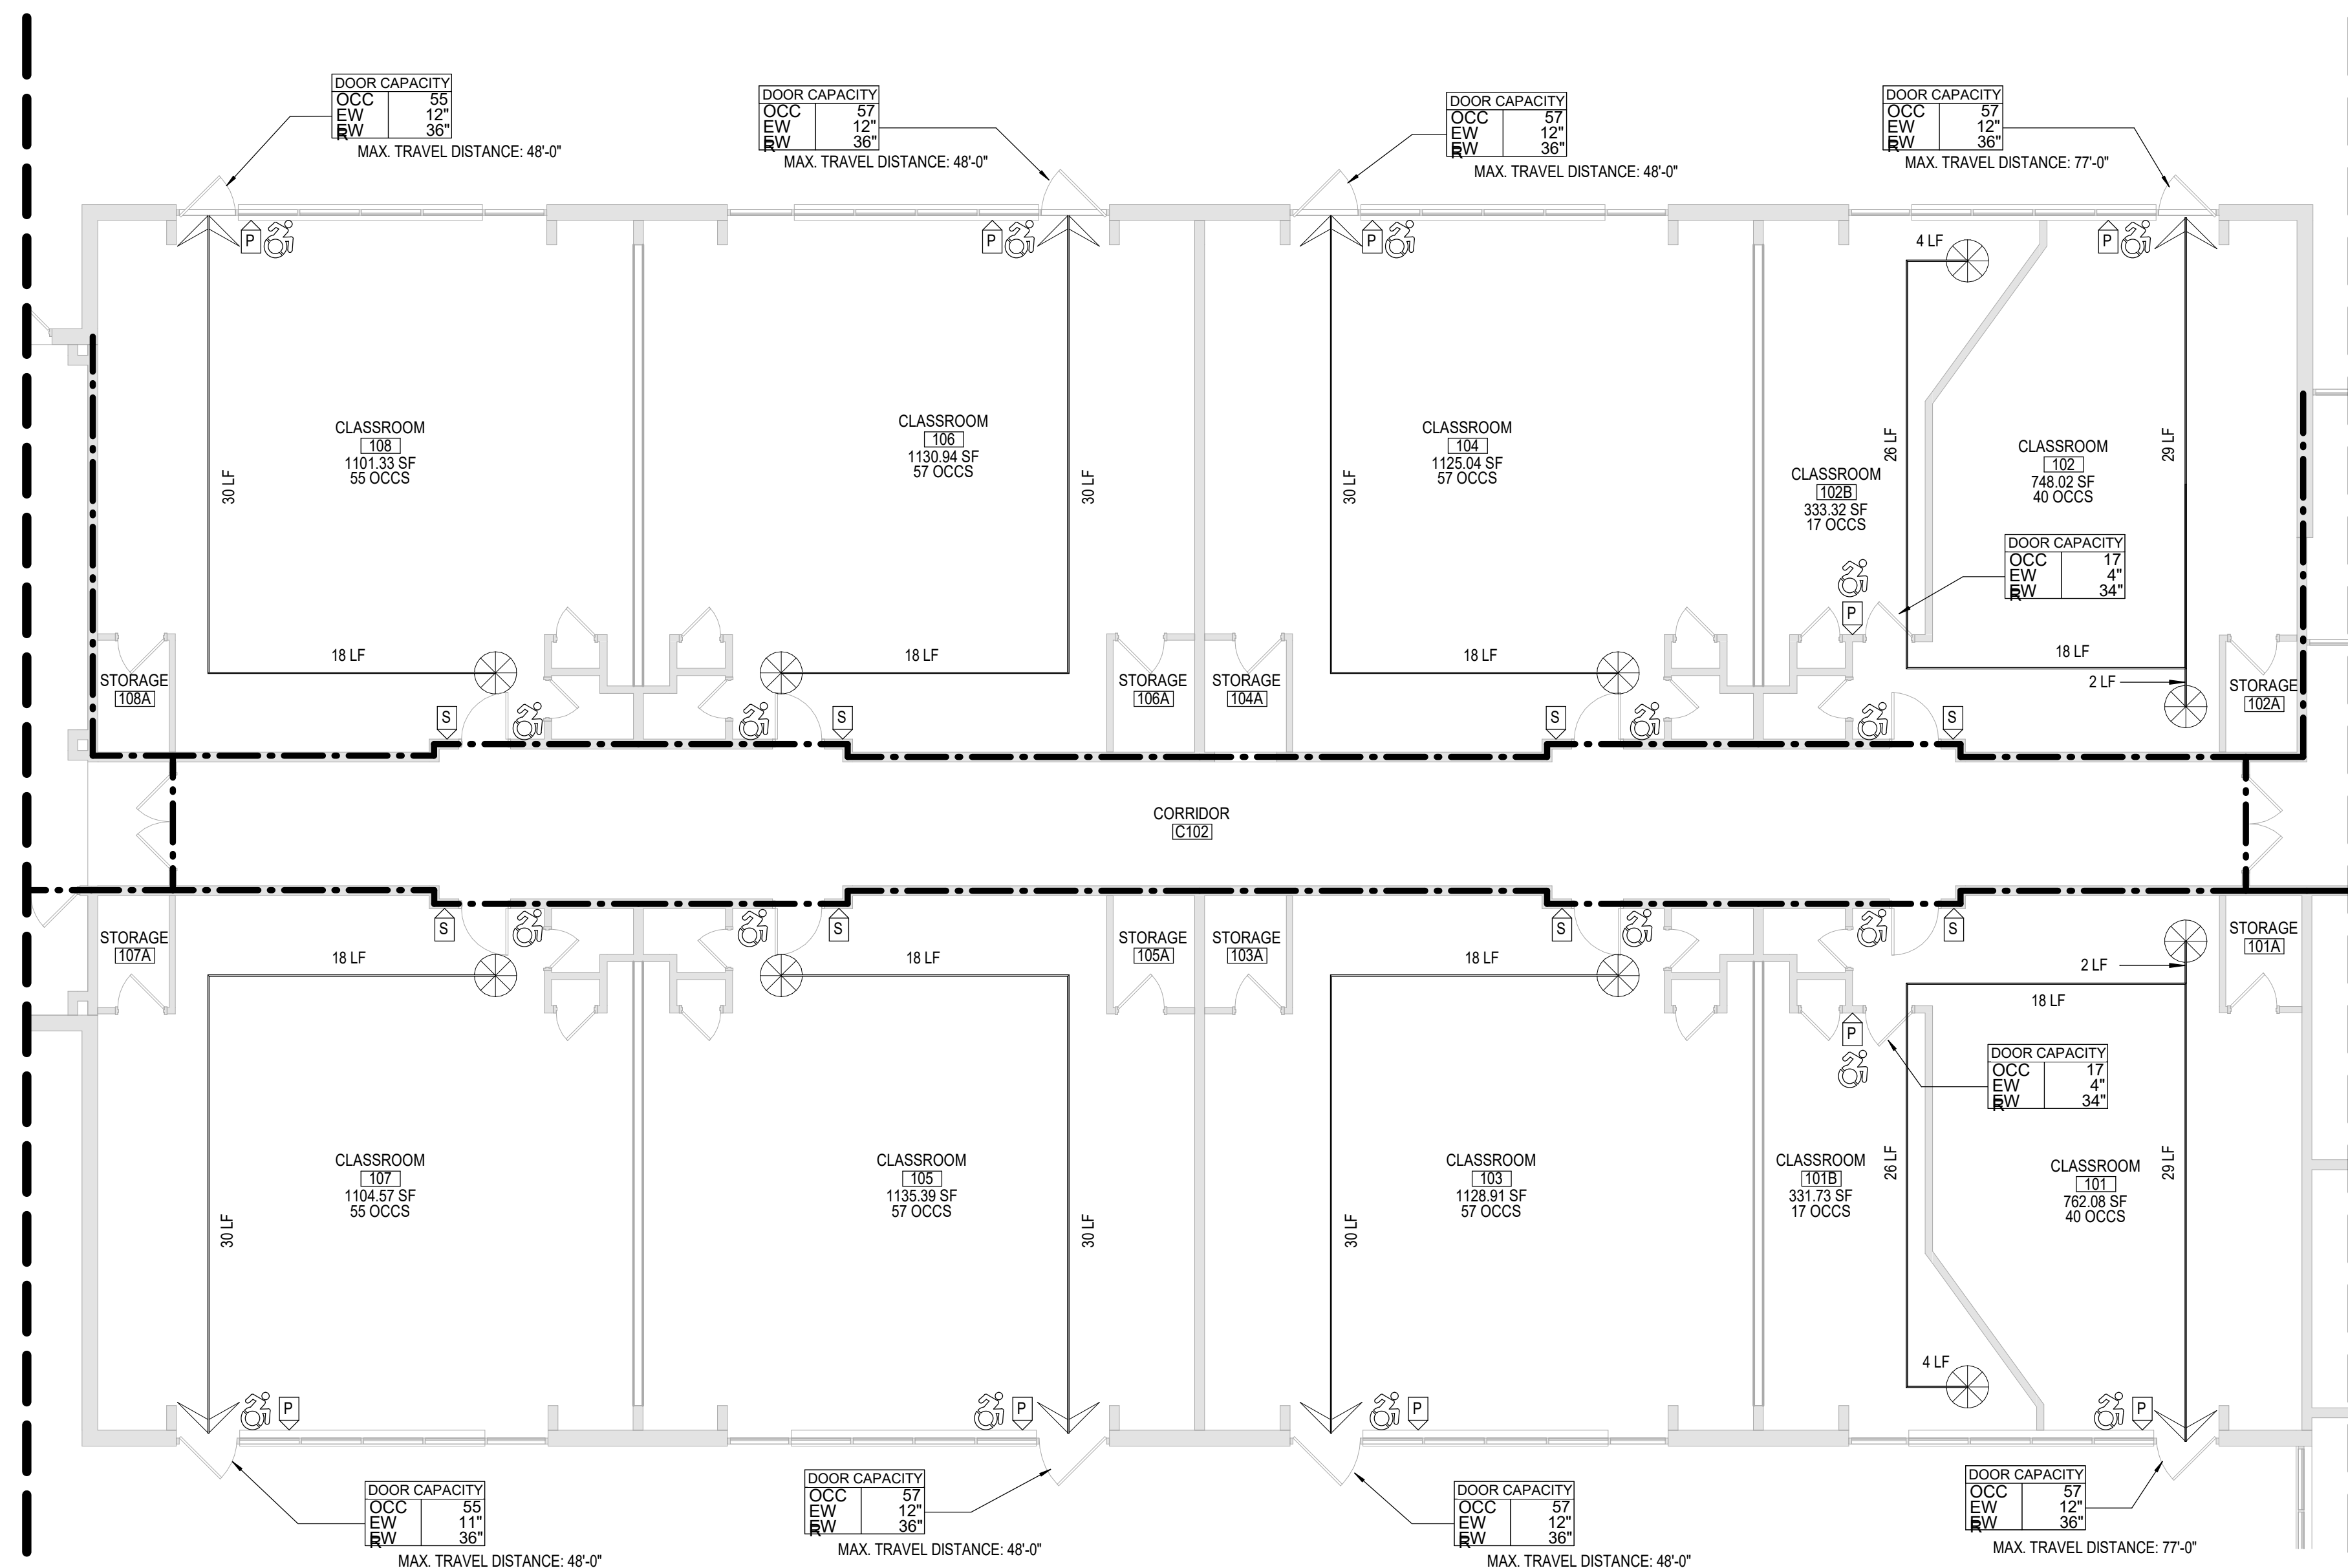 DOOR CAPACITY
OCC 55
EW 12"
EW 36"
R
MAX. TRAVEL DISTANCE: 48'-0"
DOOR CAPACITY
OCC 57
EW 12"
EW 36"
R
MAX. TRAVEL DISTANCE: 48'-0"
DOOR CAPACITY
OCC 57
EW 12"
EW 36"
R
MAX. TRAVEL DISTANCE: 48'-0"
DOOR CAPACITY
OCC 57
EW 12"
EW 36"
R
MAX. TRAVEL DISTANCE: 77'-0"
P
P
P
P
4 LF
CLASSROOM
108
1101.33 SF
55 OCCS
30 LF
CLASSROOM
106
1130.94 SF
57 OCCS
30 LF
CLASSROOM
104
1125.04 SF
57 OCCS
30 LF
CLASSROOM
102B
333.32 SF
17 OCCS
26 LF
CLASSROOM
102
748.02 SF
40 OCCS
29 LF
DOOR CAPACITY
OCC 17
EW 4"
EW 34"
R
P
18 LF
18 LF
18 LF
18 LF
2 LF
STORAGE
108A
STORAGE
106A
STORAGE
104A
STORAGE
102A
S
S
S
S
CORRIDOR
C102
S
S
S
S
STORAGE
107A
STORAGE
105A
STORAGE
103A
STORAGE
101A
18 LF
18 LF
18 LF
2 LF
18 LF
P
DOOR CAPACITY
OCC 17
EW 4"
EW 34"
R
CLASSROOM
107
1104.57 SF
55 OCCS
30 LF
CLASSROOM
105
1135.39 SF
57 OCCS
30 LF
CLASSROOM
103
1128.91 SF
57 OCCS
30 LF
CLASSROOM
101B
331.73 SF
17 OCCS
26 LF
CLASSROOM
101
762.08 SF
40 OCCS
29 LF
4 LF
P
P
P
P
DOOR CAPACITY
OCC 55
EW 11"
EW 36"
R
MAX. TRAVEL DISTANCE: 48'-0"
DOOR CAPACITY
OCC 57
EW 12"
EW 36"
R
MAX. TRAVEL DISTANCE: 48'-0"
DOOR CAPACITY
OCC 57
EW 12"
EW 36"
R
MAX. TRAVEL DISTANCE: 48'-0"
DOOR CAPACITY
OCC 57
EW 12"
EW 36"
R
MAX. TRAVEL DISTANCE: 77'-0"